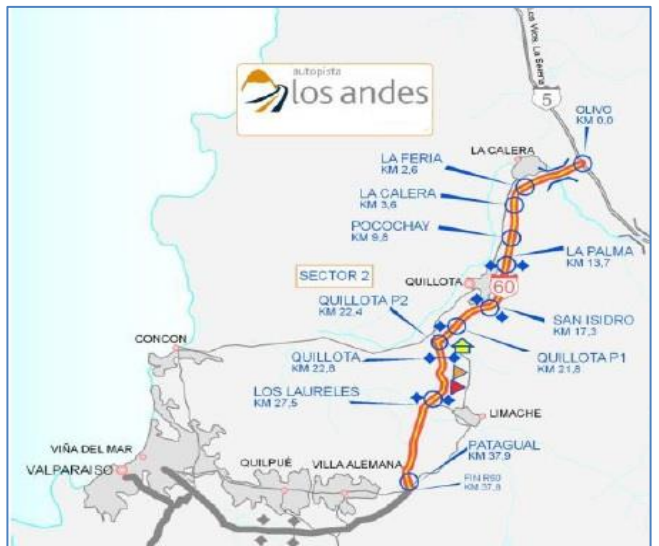 autopista
los andes
Los Vilos, La Serena
5
OLIVO
KM 0,0
LA CALERA
LA FERIA
KM 2,6
LA CALERA
KM 3,6
POCOCHAY
KM 9,8
LA PALMA
KM 13,7
SECTOR 2
QUILLOTA
60
QUILLOTA P2
KM 22,4
SAN ISIDRO
KM 17,3
CONCON
QUILLOTA
KM 22,8
QUILLOTA P1
KM 21,8
LOS LAURELES
KM 27,5
LIMACHE
VIÑA DEL MAR
VALPARAISO
QUILPUÉ
VILLA ALEMANA
PATAGUAL
KM 37,9
FIN R60
KM 37,8